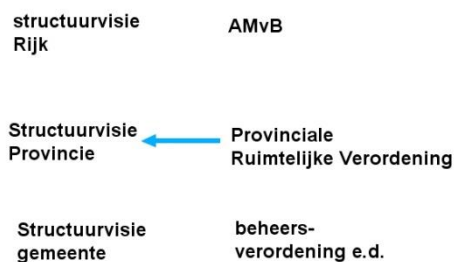 structuurvisie
Rijk
AMvB
Structuurvisie
Provincie
Provinciale
Ruimtelijke Verordening
Structuurvisie
gemeente
beheers-
verordening e.d.